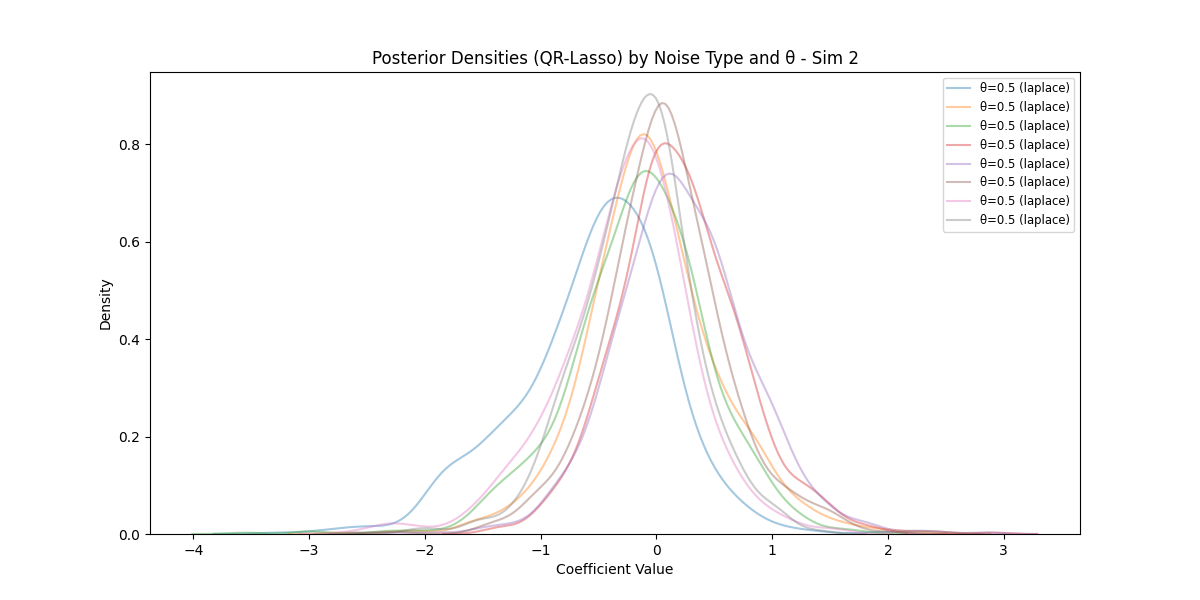 Posterior Densities (QR-Lasso) by Noise Type and θ - Sim 2
θ=0.5 (laplace)
θ=0.5 (laplace)
θ=0.5 (laplace)
θ=0.5 (laplace)
θ=0.5 (laplace)
θ=0.5 (laplace)
θ=0.5 (laplace)
θ=0.5 (laplace)
Density
0.8
0.6
0.4
0.2
0.0
−4 −3 −2 −1 0 1 2 3
Coefficient Value